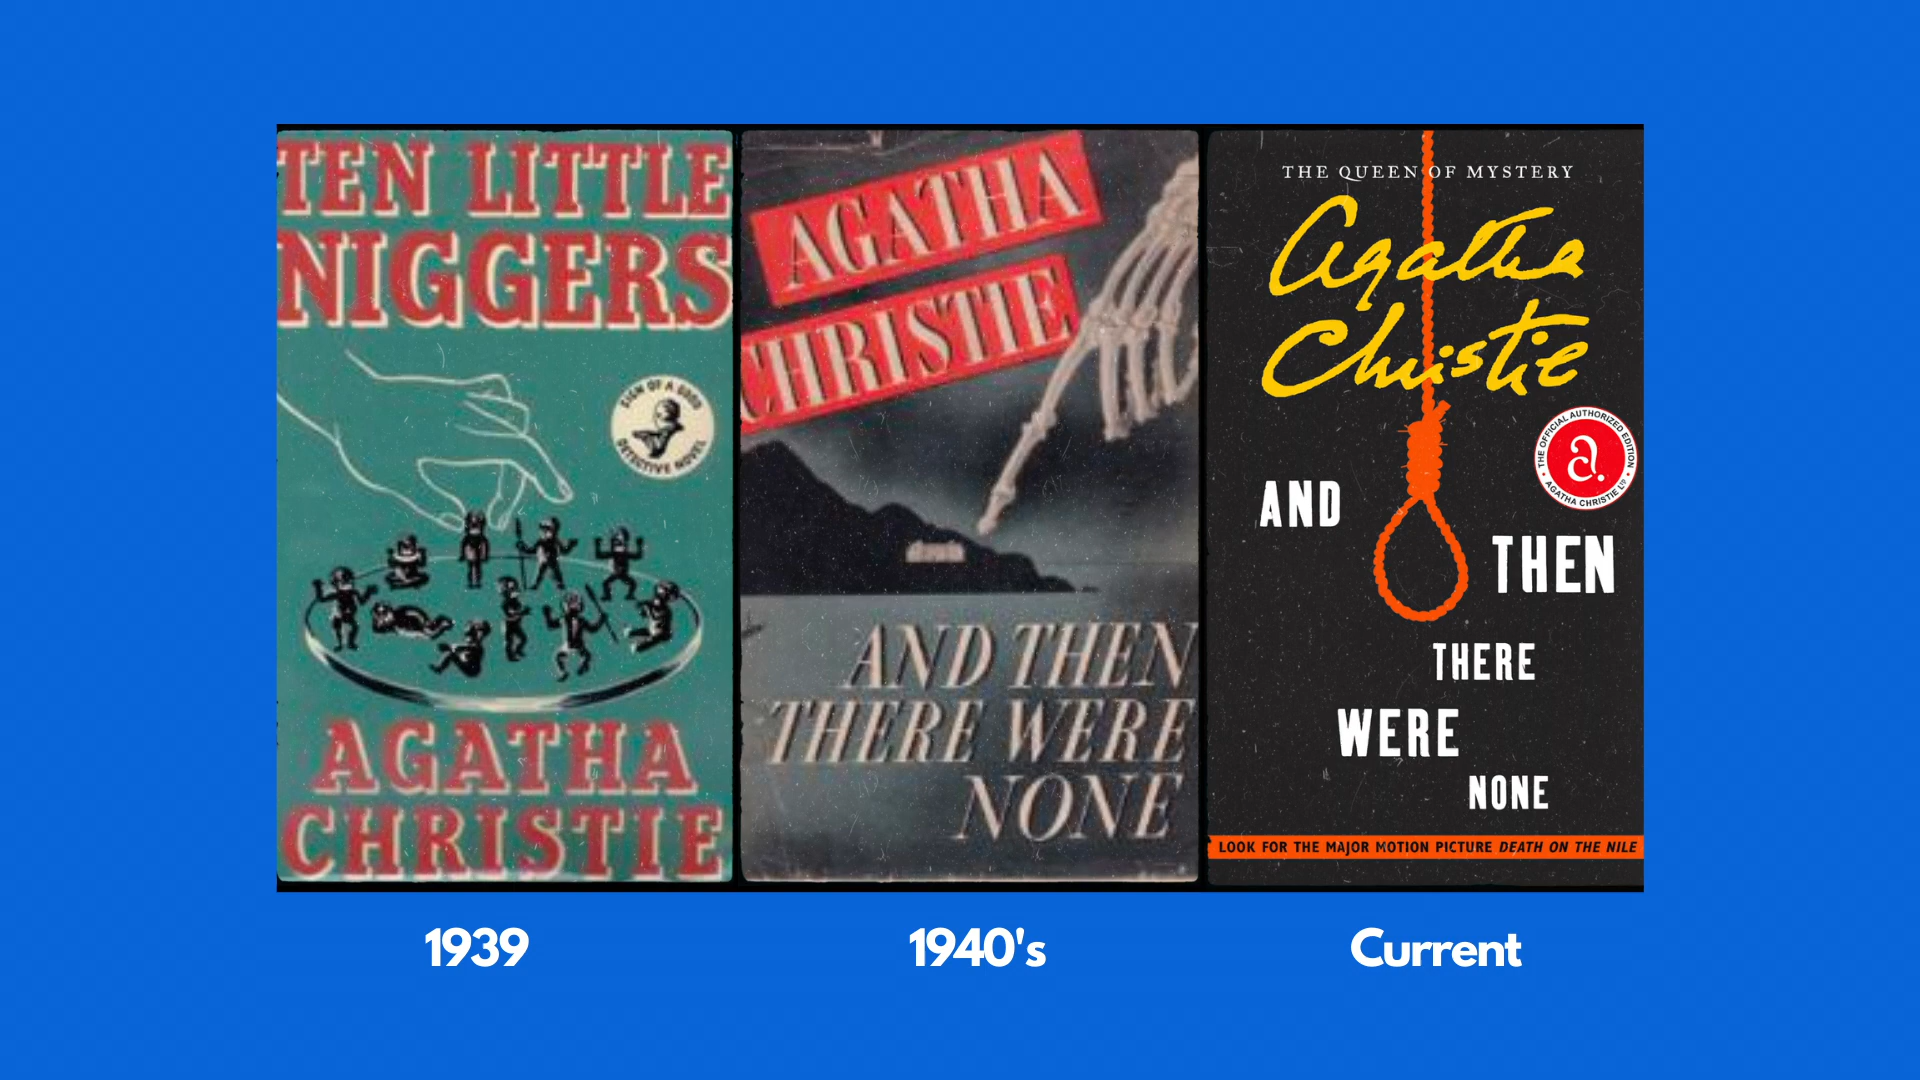 TEN LITTLE
NIGGERS
SIGN OF A GOOD
DETECTIVE NOVEL
AGATHA
CHRISTIE
AGATHA
CHRISTIE
AND THEN
THERE WERE
NONE
THE QUEEN OF MYSTERY
Agatha
Christie
THE OFFICIAL AUTHORIZED EDITION
a.
AGATHA CHRISTIE LTD
AND
THEN
THERE
WERE
NONE
LOOK FOR THE MAJOR MOTION PICTURE DEATH ON THE NILE
1939
1940's
Current